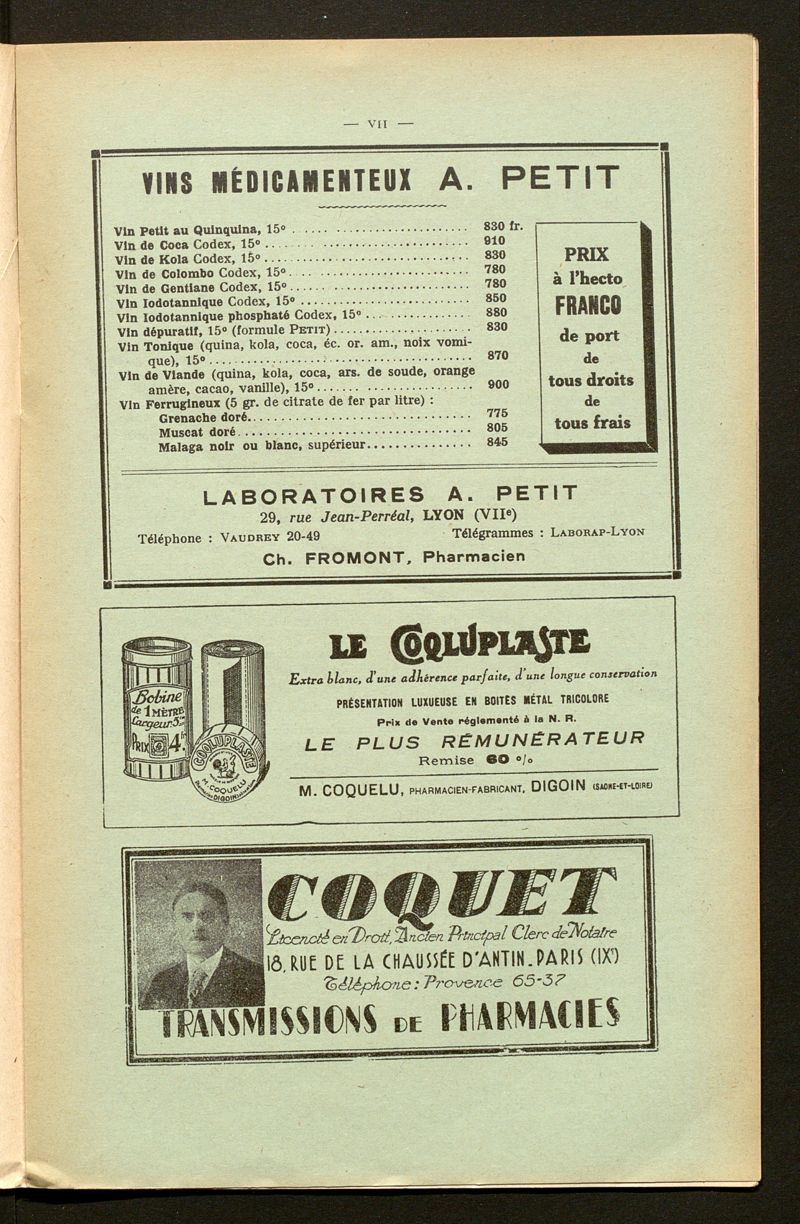 — VII —
VINS MÉDICAMENTEUX A. PETIT
Vin Petit au Quinquina, 15° . . . . . . . . . . 830 fr.
Vin de Coca Codex, 15° . . . . . . . . . . 910
Vin de Kola Codex, 15° . . . . . . . . . . 830
Vin de Colombo Codex, 15° . . . . . . . . . . 780
Vin de Gentiane Codex, 15° . . . . . . . . . . 780
Vin Iodotannique Codex, 15° . . . . . . . . . . 850
Vin Iodotannique phosphaté Codex, 15° . . . . . . . . . . 880
Vin dépuratif, 15° (formule PETIT) . . . . . . . . . . 830
Vin Tonique (quina, kola, coca, éc. or. am., noix vomi-
que), 15° . . . . . . . . . . 870
Vin de Viande (quina, kola, coca, ars. de soude, orange
amère, cacao, vanille), 15° . . . . . . . . . . 900
Vin Ferrugineux (5 gr. de citrate de fer par litre) :
Grenache doré . . . . . . . . . . 775
Muscat doré . . . . . . . . . . 805
Malaga noir ou blanc, supérieur . . . . . . . . . . 845
PRIX
à l'hecto
FRANCO
de port
de
tous droits
de
tous frais
LABORATOIRES A. PETIT
29, rue Jean-Perréal, LYON (VIIe)
Téléphone : VAUDREY 20-49 Télégrammes : LABORAP-LYON
Ch. FROMONT, Pharmacien
LE COQLUPLASTE
Extra blanc, d'une adhérence parfaite, d'une longue conservation
PRÉSENTATION LUXUEUSE EN BOITES MÉTAL TRICOLORE
Prix de Vente réglementé à la N. R.
LE PLUS RÉMUNÉRATEUR
Remise 60 %
M. COQUELU, PHARMACIEN-FABRICANT, DIGOIN (SAONE-ET-LOIRE)
Bobine
de 1 MÈTRE
Largeur 5
PRIX 4
COQLUPLASTE
M. COQUELU
DIGOIN
COQUET
Licencié en Droit, Ancien Principal Clerc de Notaire
18, RUE DE LA CHAUSSÉE D'ANTIN - PARIS (IXe)
Téléphone : Provence 65-37
TRANSMISSIONS DE PHARMACIES